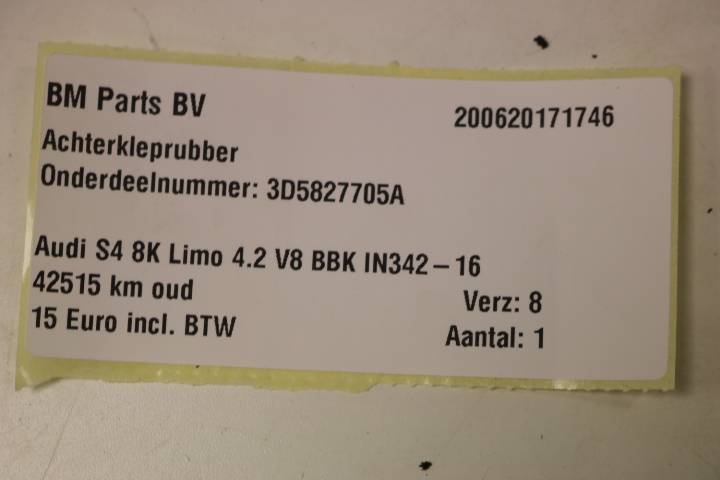 BM Parts BV 200620171746
Achterkleprubber
Onderdeelnummer: 3D5827705A
Audi S4 8K Limo 4.2 V8 BBK IN342-16
42515 km oud Verz: 8
15 Euro incl. BTW Aantal: 1